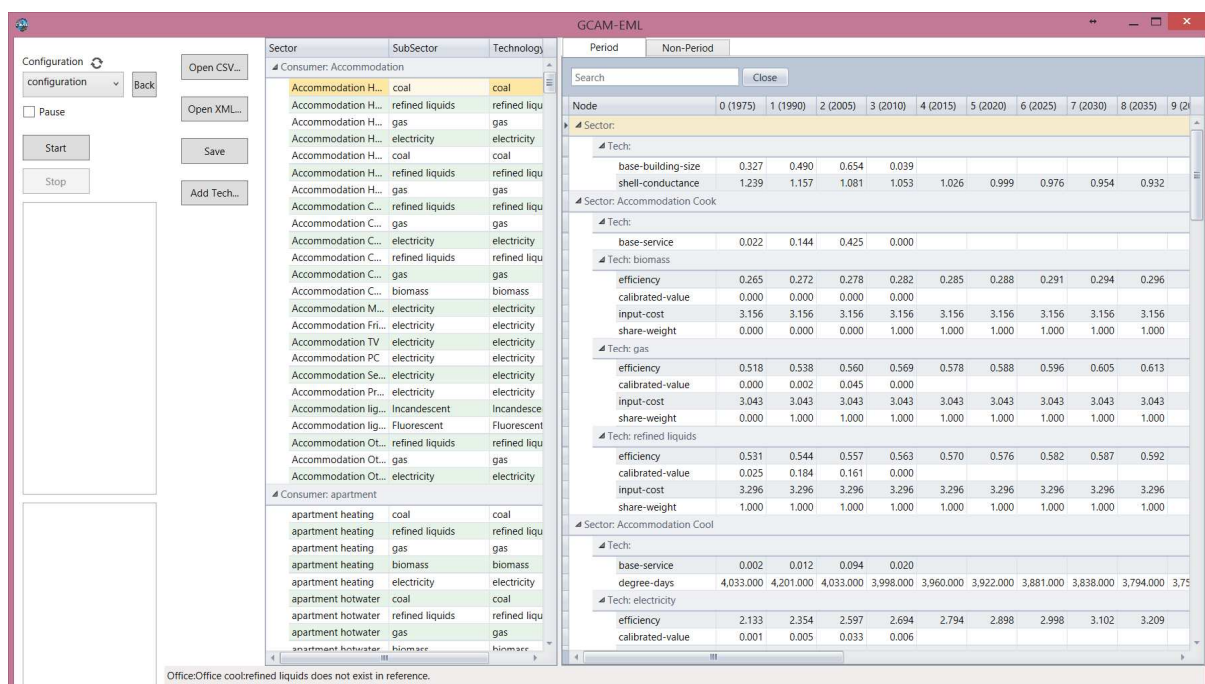 GCAM-EML
Configuration
configuration
Back
Pause
Start
Stop
Open CSV...
Open XML...
Save
Add Tech...
Sector SubSector Technology
Consumer: Accommodation
Accommodation H... coal coal
Accommodation H... refined liquids refined liqu
Accommodation H... gas gas
Accommodation H... electricity electricity
Accommodation H... coal coal
Accommodation H... refined liquids refined liqu
Accommodation H... gas gas
Accommodation C... refined liquids refined liqu
Accommodation C... gas gas
Accommodation C... electricity electricity
Accommodation C... refined liquids refined liqu
Accommodation C... gas gas
Accommodation C... biomass biomass
Accommodation M... electricity electricity
Accommodation Fri... electricity electricity
Accommodation TV electricity electricity
Accommodation PC electricity electricity
Accommodation Se... electricity electricity
Accommodation Pr... electricity electricity
Accommodation lig... Incandescent Incandesce
Accommodation lig... Fluorescent Fluorescent
Accommodation Ot... refined liquids refined liqu
Accommodation Ot... gas gas
Accommodation Ot... electricity electricity
Consumer: apartment
apartment heating coal coal
apartment heating refined liquids refined liqu
apartment heating gas gas
apartment heating biomass biomass
apartment heating electricity electricity
apartment hotwater coal coal
apartment hotwater refined liquids refined liqu
apartment hotwater gas gas
apartment hotwater biomass biomass
Period Non-Period
Search Close
Node 0 (1975) 1 (1990) 2 (2005) 3 (2010) 4 (2015) 5 (2020) 6 (2025) 7 (2030) 8 (2035) 9 (20
Sector:
Tech:
base-building-size 0.327 0.490 0.654 0.039
shell-conductance 1.239 1.157 1.081 1.053 1.026 0.999 0.976 0.954 0.932
Sector: Accommodation Cook
Tech:
base-service 0.022 0.144 0.425 0.000
Tech: biomass
efficiency 0.265 0.272 0.278 0.282 0.285 0.288 0.291 0.294 0.296
calibrated-value 0.000 0.000 0.000 0.000
input-cost 3.156 3.156 3.156 3.156 3.156 3.156 3.156 3.156 3.156
share-weight 0.000 0.000 0.000 1.000 1.000 1.000 1.000 1.000 1.000
Tech: gas
efficiency 0.518 0.538 0.560 0.569 0.578 0.588 0.596 0.605 0.613
calibrated-value 0.000 0.002 0.045 0.000
input-cost 3.043 3.043 3.043 3.043 3.043 3.043 3.043 3.043 3.043
share-weight 0.000 1.000 1.000 1.000 1.000 1.000 1.000 1.000 1.000
Tech: refined liquids
efficiency 0.531 0.544 0.557 0.563 0.570 0.576 0.582 0.587 0.592
calibrated-value 0.025 0.184 0.161 0.000
input-cost 3.296 3.296 3.296 3.296 3.296 3.296 3.296 3.296 3.296
share-weight 1.000 1.000 1.000 1.000 1.000 1.000 1.000 1.000 1.000
Sector: Accommodation Cool
Tech:
base-service 0.002 0.012 0.094 0.020
degree-days 4,033.000 4,201.000 4,033.000 3,998.000 3,960.000 3,922.000 3,881.000 3,838.000 3,794.000 3,75
Tech: electricity
efficiency 2.133 2.354 2.597 2.694 2.794 2.898 2.998 3.102 3.209
calibrated-value 0.001 0.005 0.033 0.006
Office:Office cool:refined liquids does not exist in reference.